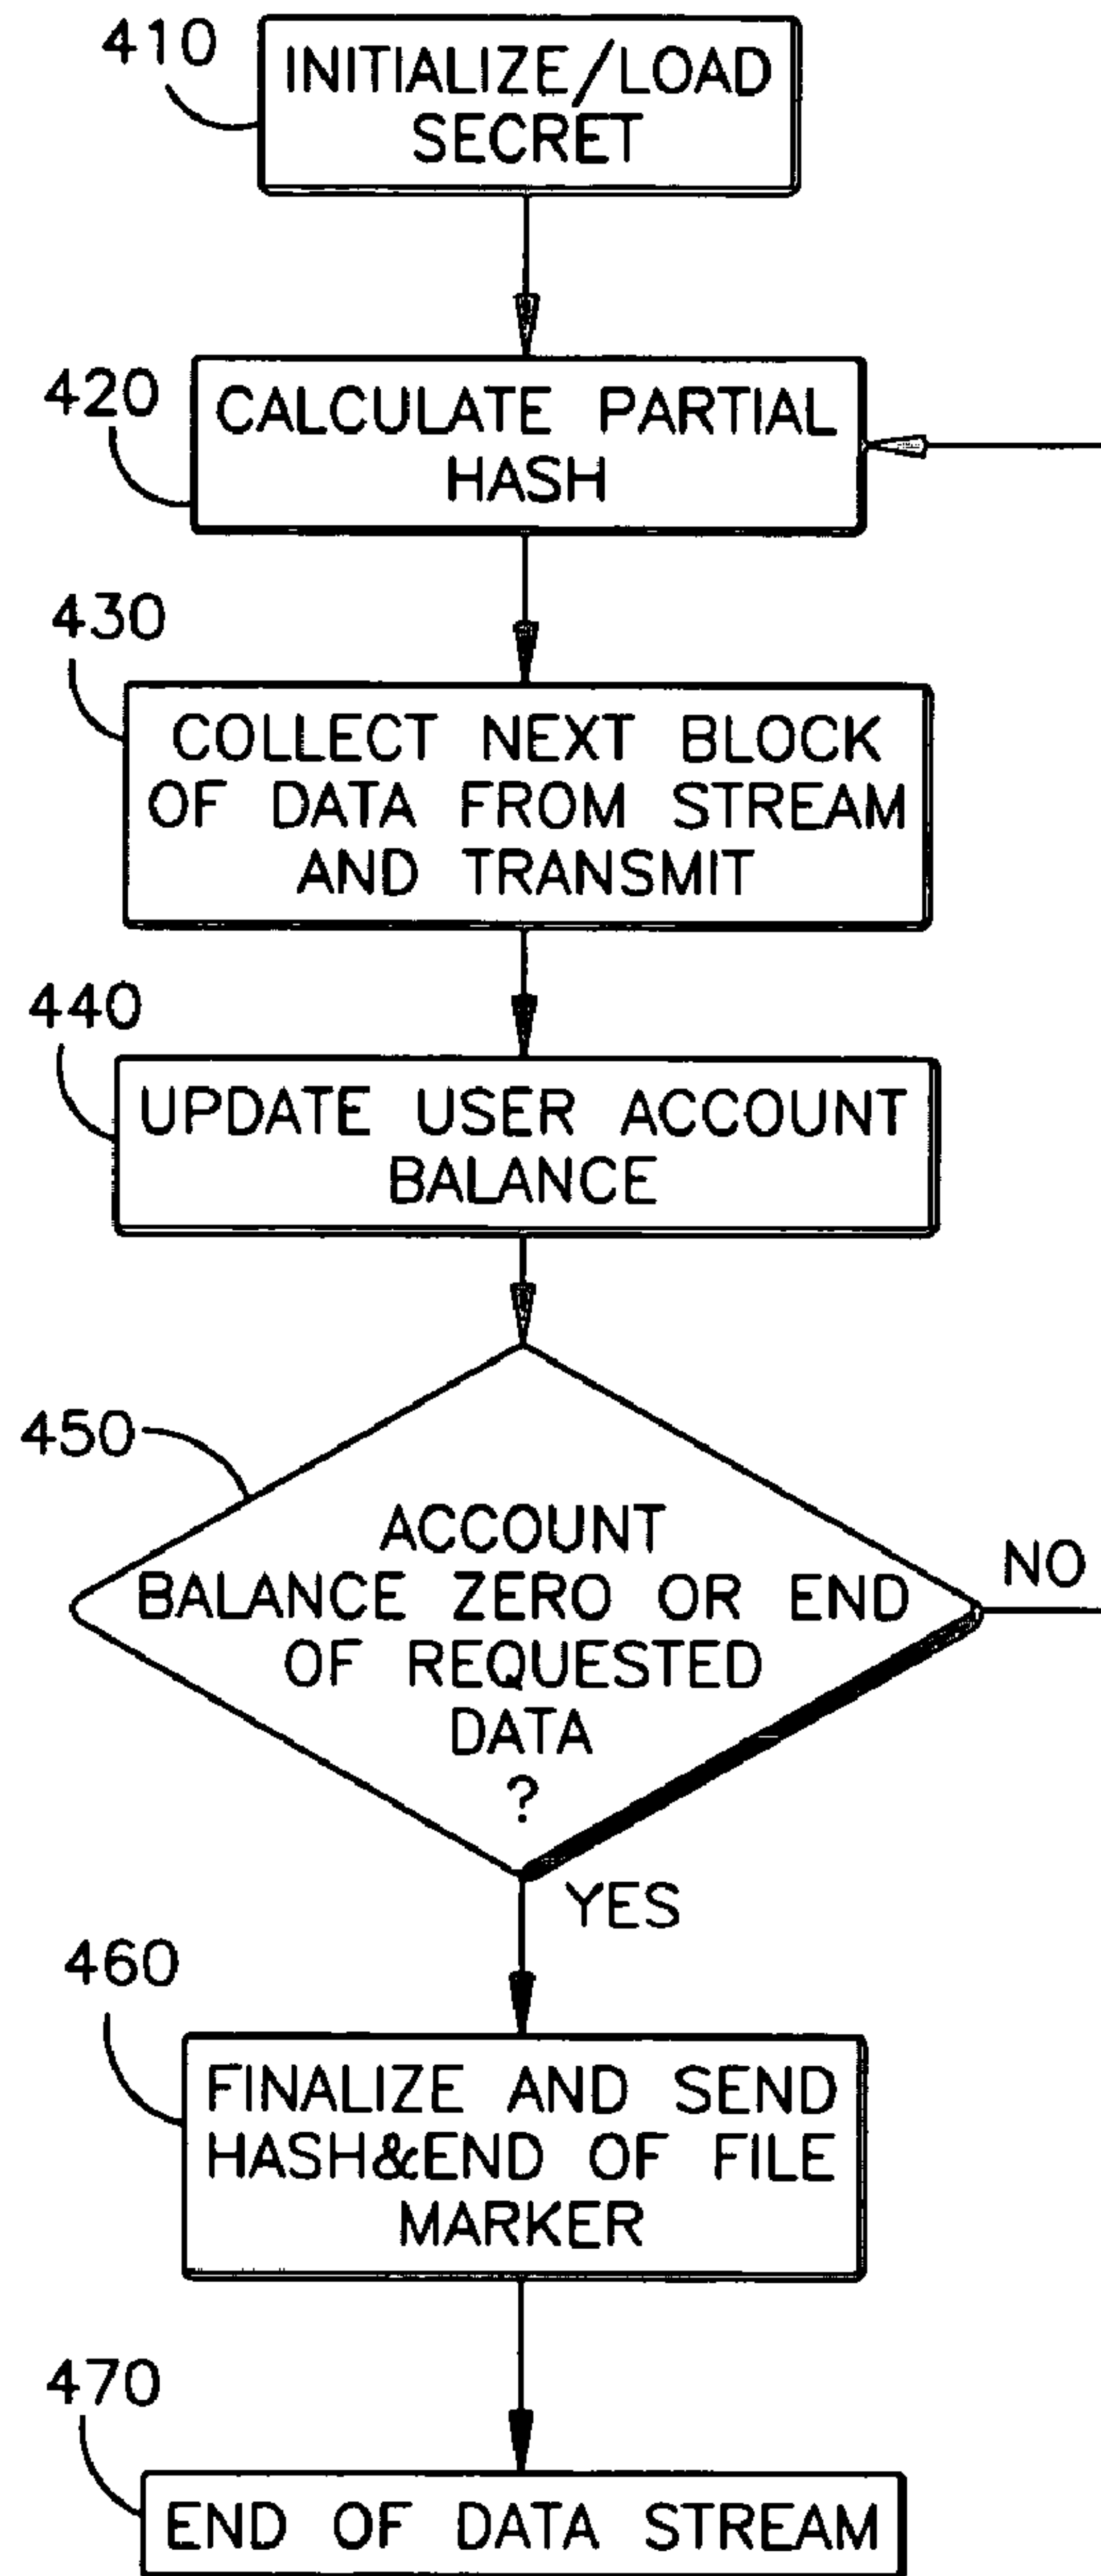 410
INITIALIZE/LOAD
SECRET
420
CALCULATE PARTIAL
HASH
430
COLLECT NEXT BLOCK
OF DATA FROM STREAM
AND TRANSMIT
440
UPDATE USER ACCOUNT
BALANCE
450
ACCOUNT
BALANCE ZERO OR END
OF REQUESTED
DATA
?
NO
YES
460
FINALIZE AND SEND
HASH&END OF FILE
MARKER
470
END OF DATA STREAM